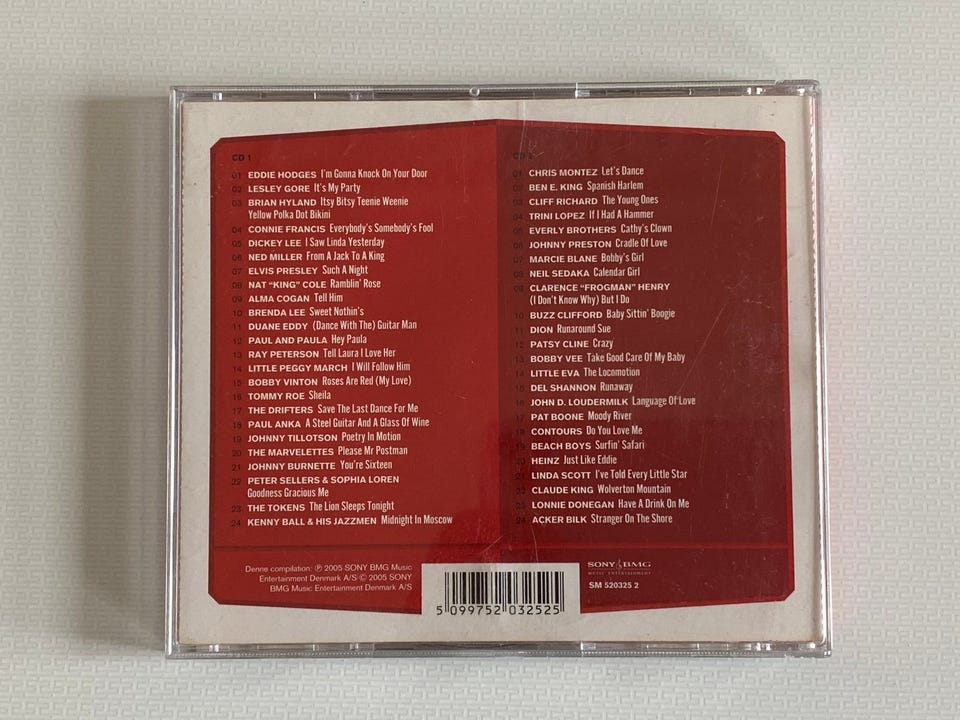 CD 1
01 EDDIE HODGES I'm Gonna Knock On Your Door
02 LESLEY GORE It's My Party
03 BRIAN HYLAND Itsy Bitsy Teenie Weenie
Yellow Polka Dot Bikini
04 CONNIE FRANCIS Everybody's Somebody's Fool
05 DICKEY LEE I Saw Linda Yesterday
06 NED MILLER From A Jack To A King
07 ELVIS PRESLEY Such A Night
08 NAT "KING" COLE Ramblin' Rose
09 ALMA COGAN Tell Him
10 BRENDA LEE Sweet Nothin's
11 DUANE EDDY (Dance With The) Guitar Man
12 PAUL AND PAULA Hey Paula
13 RAY PETERSON Tell Laura I Love Her
14 LITTLE PEGGY MARCH I Will Follow Him
15 BOBBY VINTON Roses Are Red (My Love)
16 TOMMY ROE Sheila
17 THE DRIFTERS Save The Last Dance For Me
18 PAUL ANKA A Steel Guitar And A Glass Of Wine
19 JOHNNY TILLOTSON Poetry In Motion
20 THE MARVELETTES Please Mr Postman
21 JOHNNY BURNETTE You're Sixteen
22 PETER SELLERS & SOPHIA LOREN
Goodness Gracious Me
23 THE TOKENS The Lion Sleeps Tonight
24 KENNY BALL & HIS JAZZMEN Midnight In Moscow
CD 2
01 CHRIS MONTEZ Let's Dance
02 BEN E. KING Spanish Harlem
03 CLIFF RICHARD The Young Ones
04 TRINI LOPEZ If I Had A Hammer
05 EVERLY BROTHERS Cathy's Clown
06 JOHNNY PRESTON Cradle Of Love
07 MARCIE BLANE Bobby's Girl
08 NEIL SEDAKA Calendar Girl
09 CLARENCE "FROGMAN" HENRY
(I Don't Know Why) But I Do
10 BUZZ CLIFFORD Baby Sittin' Boogie
11 DION Runaround Sue
12 PATSY CLINE Crazy
13 BOBBY VEE Take Good Care Of My Baby
14 LITTLE EVA The Locomotion
15 DEL SHANNON Runaway
16 JOHN D. LOUDERMILK Language Of Love
17 PAT BOONE Moody River
18 CONTOURS Do You Love Me
19 BEACH BOYS Surfin' Safari
20 HEINZ Just Like Eddie
21 LINDA SCOTT I've Told Every Little Star
22 CLAUDE KING Wolverton Mountain
23 LONNIE DONEGAN Have A Drink On Me
24 ACKER BILK Stranger On The Shore
Denne compilation: ℗ 2005 SONY BMG Music
Entertainment Denmark A/S © 2005 SONY
BMG Music Entertainment Denmark A/S
5 099752 032525
SONY BMG
MUSIC ENTERTAINMENT
SM 520325 2